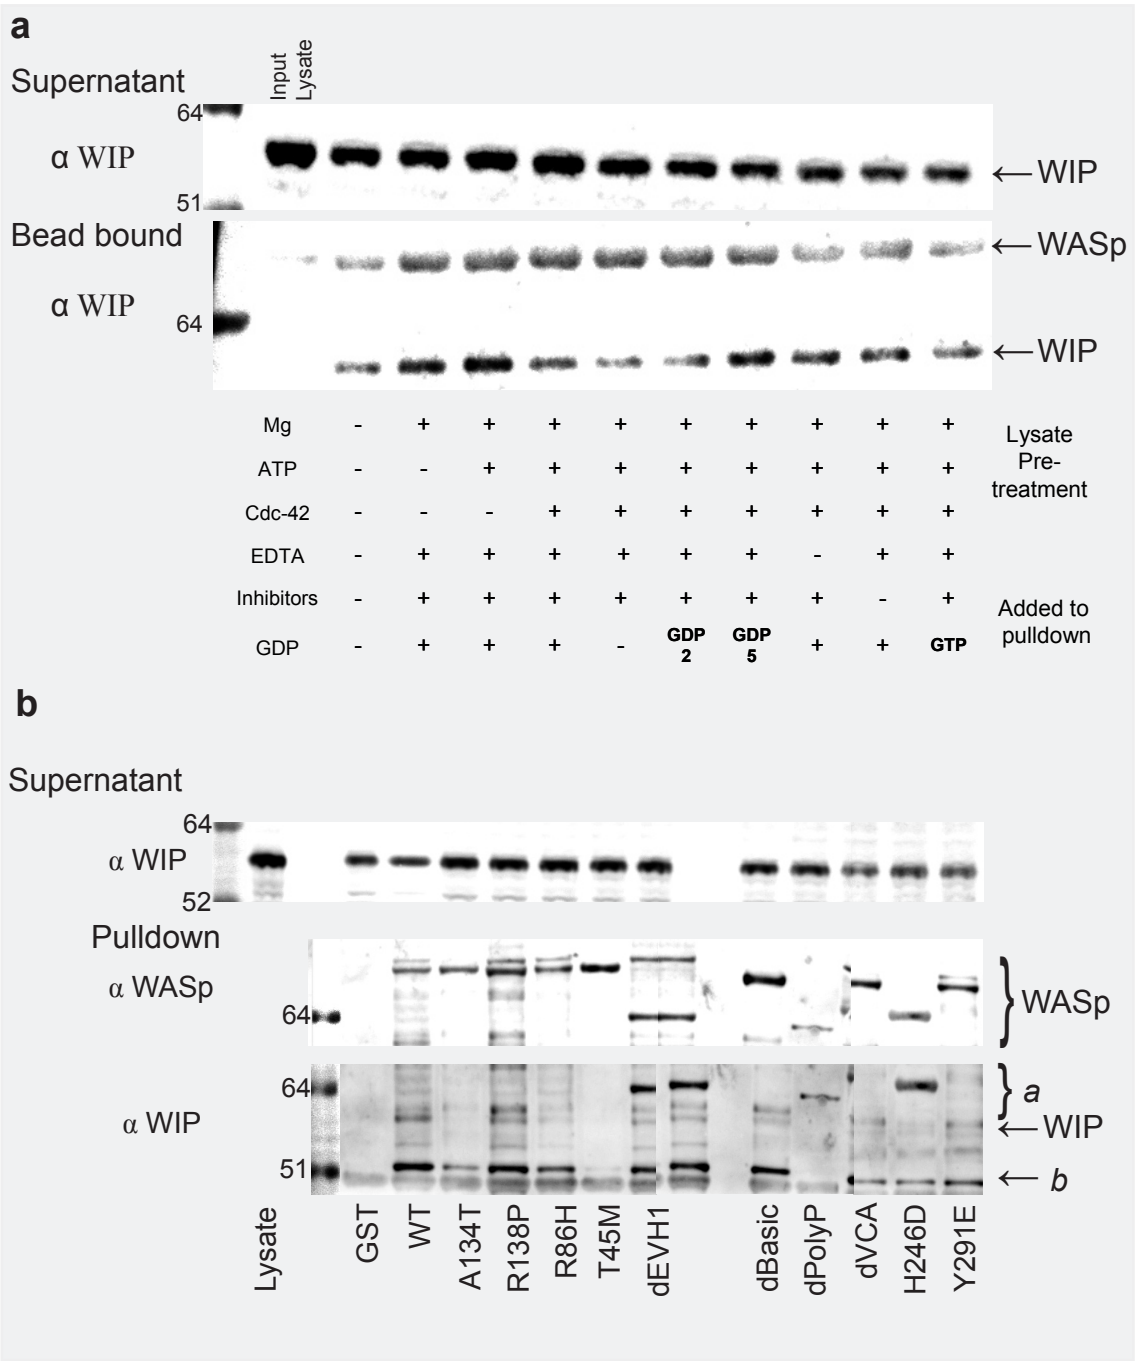 a
Input
Lysate
Supernatant
64
α WIP
← WIP
51
Bead bound
← WASp
α WIP
64
← WIP
Mg - + + + + + + + + +
ATP - - + + + + + + + +
Cdc-42 - - - + + + + + + +
EDTA - + + + + + + - + +
Inhibitors - + + + + + + + - +
GDP - + + + - GDP 2 GDP 5 + + GTP
Lysate
Pre-
treatment
Added to
pulldown
b
Supernatant
64
α WIP
52
Pulldown
α WASp
64
} WASp
64
} a
α WIP
← WIP
51
← b
Lysate
GST
WT
A134T
R138P
R86H
T45M
dEVH1
dBasic
dPolyP
dVCA
H246D
Y291E